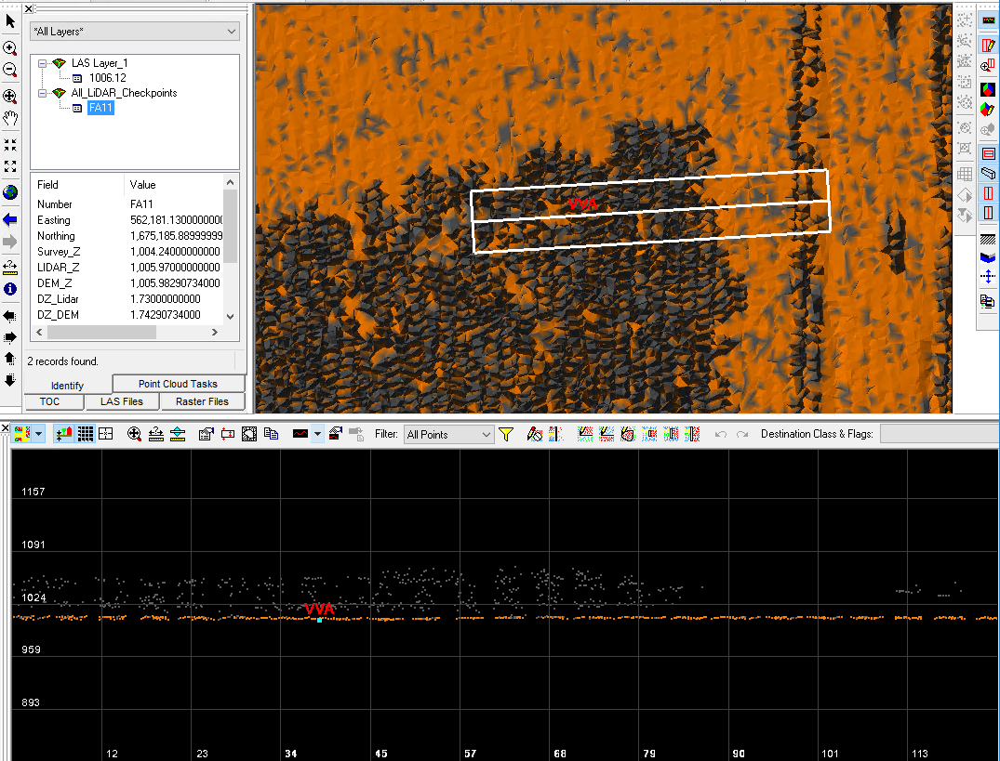 *All Layers*
LAS Layer_1
1006.12
All_LiDAR_Checkpoints
FA11
Field Value
Number FA11
Easting 562,181.1300000000
Northing 1,675,185.88999999
Survey_Z 1,004.24000000000
LIDAR_Z 1,005.97000000000
DEM_Z 1,005.98290734000
DZ_Lidar 1.73000000000
DZ_DEM 1.74290734000
2 records found.
Identify Point Cloud Tasks
TOC LAS Files Raster Files
VVA
Filter: All Points Destination Class & Flags:
1157
1091
1024
VVA
959
893
12 23 34 45 57 68 79 90 101 113